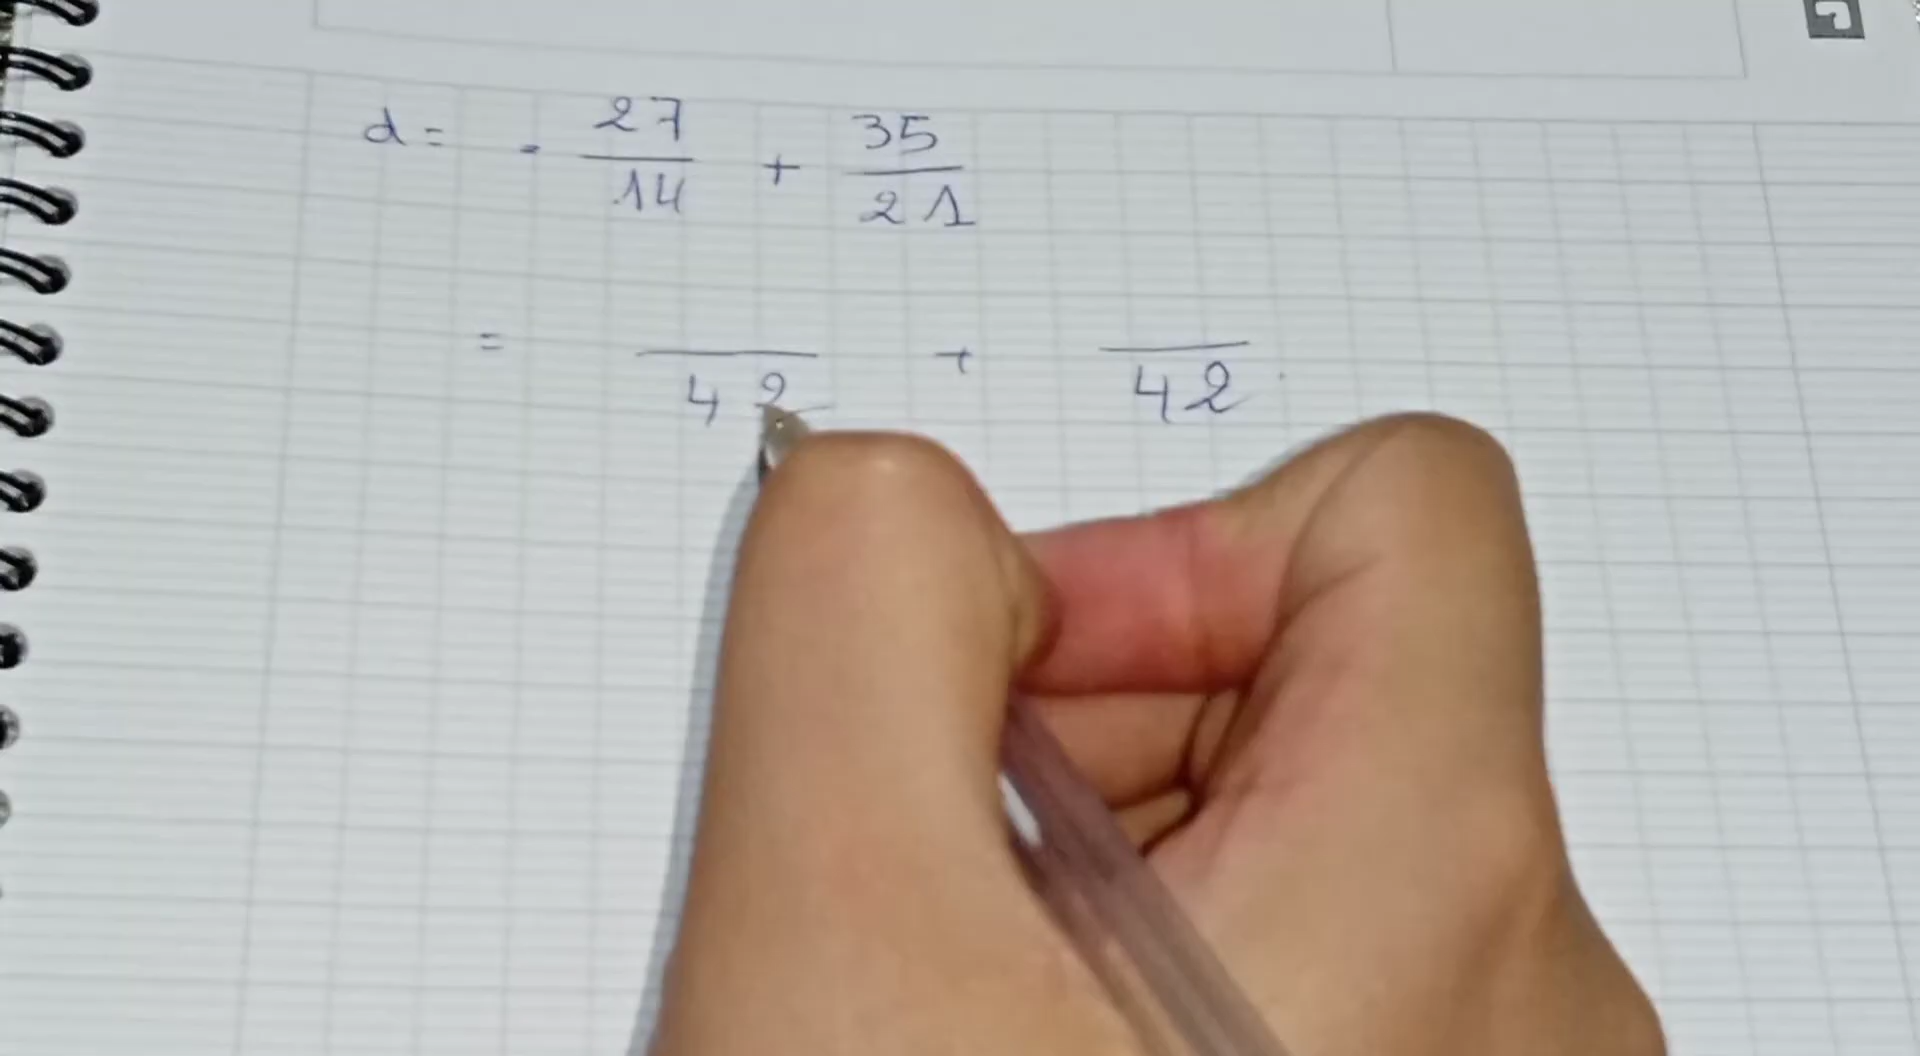 d = - 27/14 + 35/21
= /42 + /42